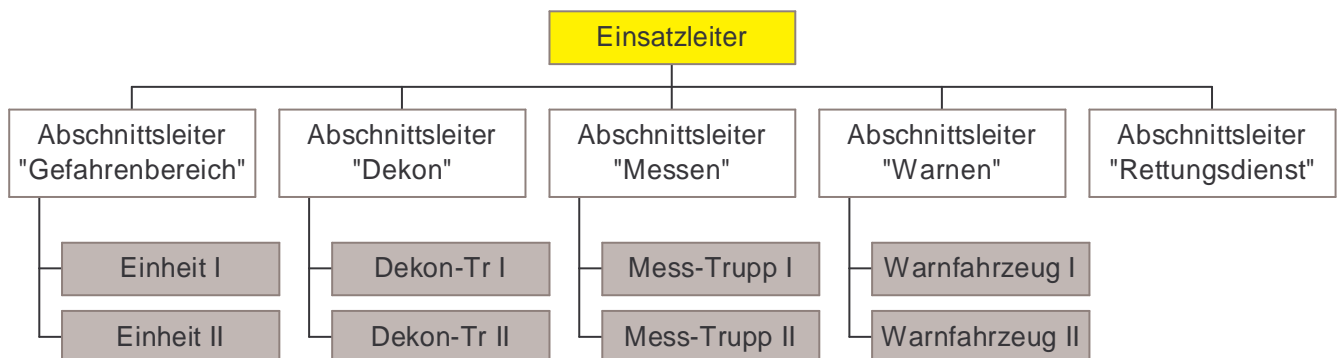 Einsatzleiter
Abschnittsleiter
"Gefahrenbereich"
Abschnittsleiter
"Dekon"
Abschnittsleiter
"Messen"
Abschnittsleiter
"Warnen"
Abschnittsleiter
"Rettungsdienst"
Einheit I
Dekon-Tr I
Mess-Trupp I
Warnfahrzeug I
Einheit II
Dekon-Tr II
Mess-Trupp II
Warnfahrzeug II